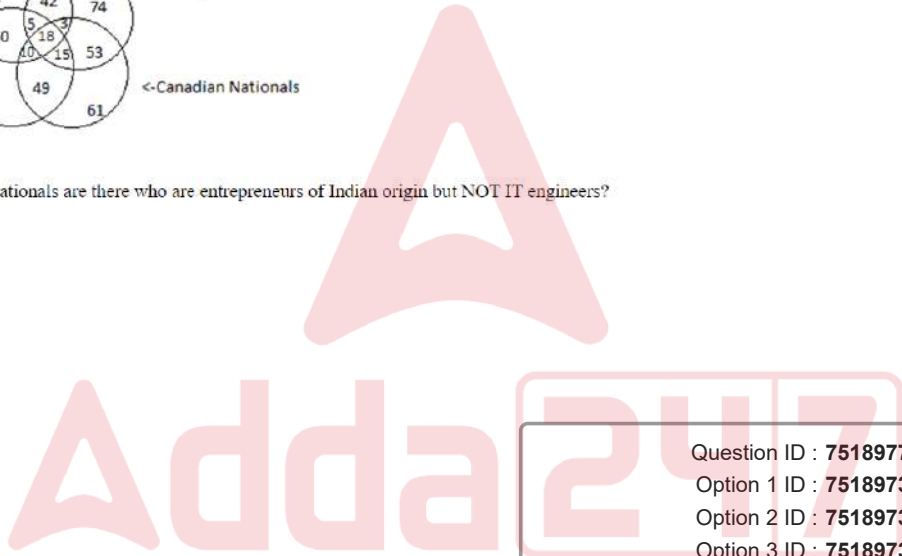 42
74
5
3
0
18
10
15
53
49
<-Canadian Nationals
61
ationals are there who are entrepreneurs of Indian origin but NOT IT engineers?
Adda247
Question ID : 7518977
Option 1 ID : 7518973
Option 2 ID : 7518973
Option 3 ID : 7518973